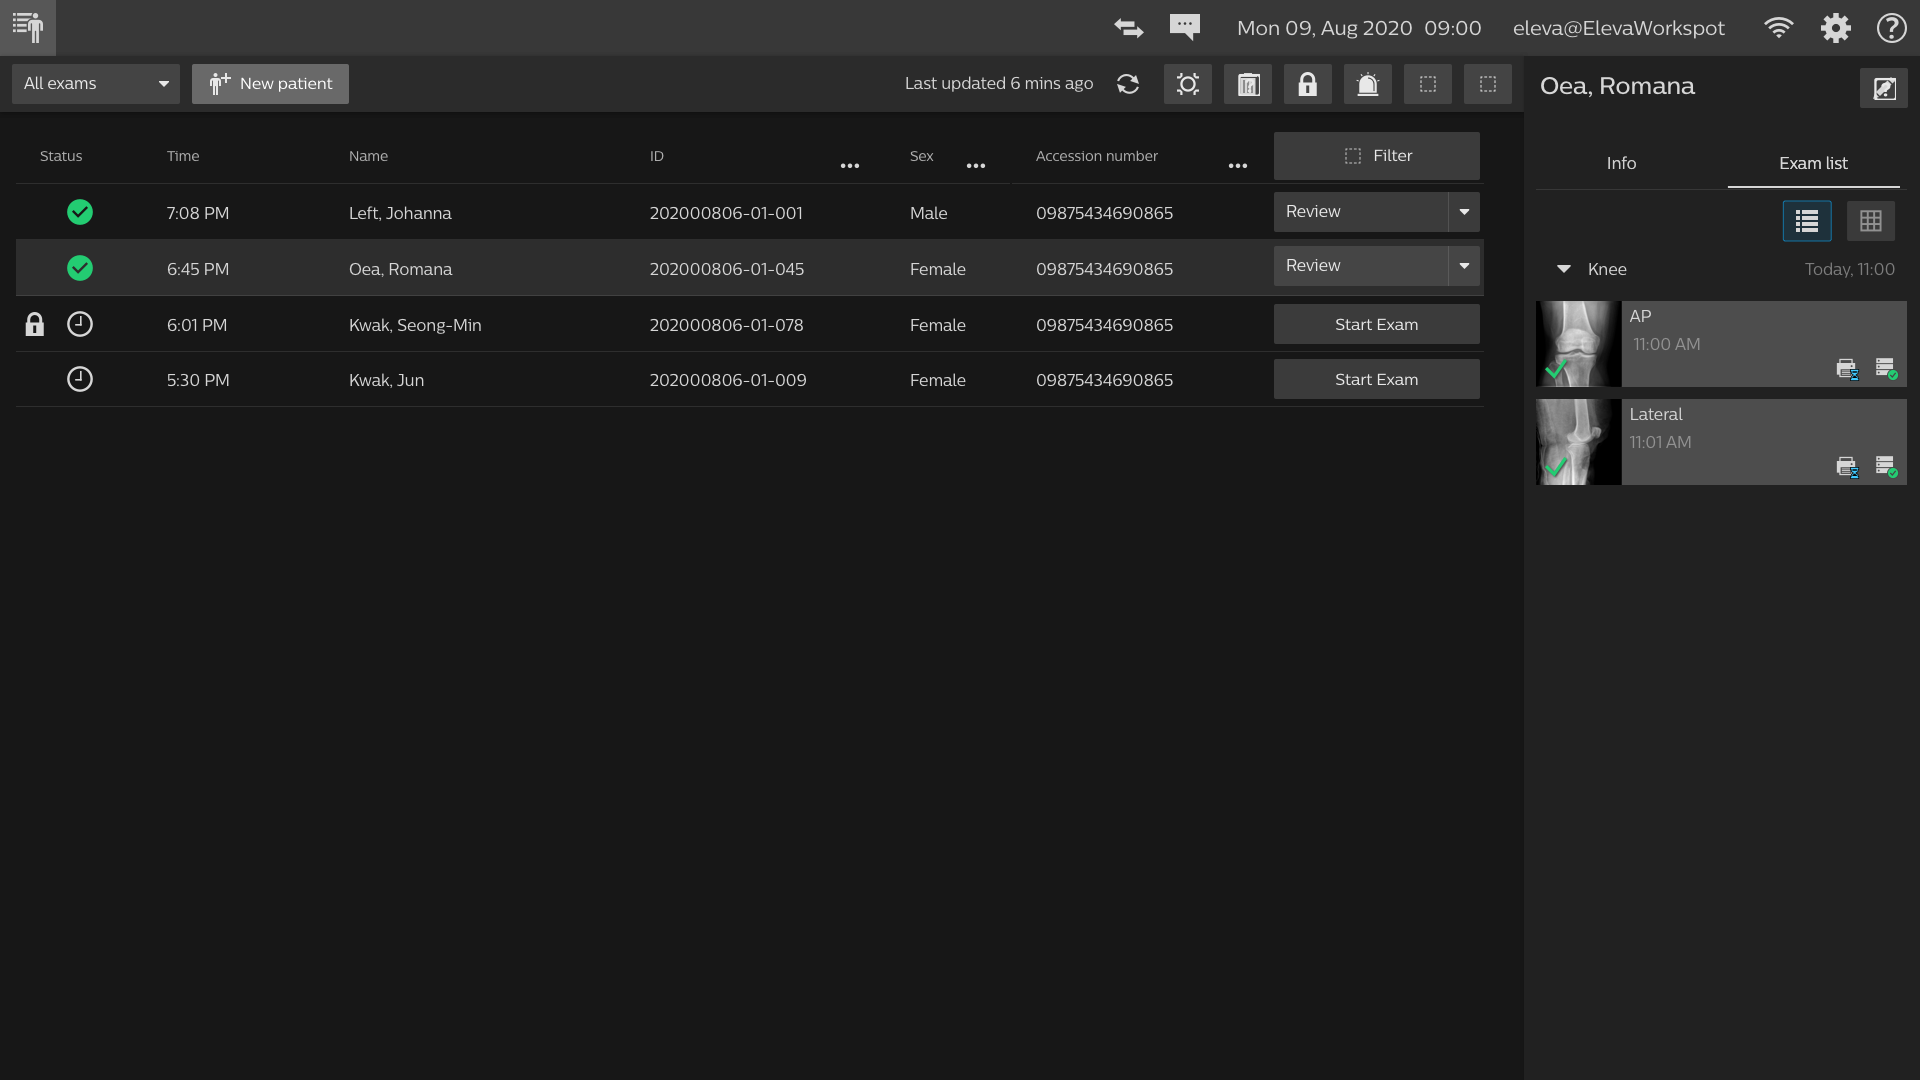 Mon 09, Aug 2020 09:00 eleva@ElevaWorkspot
All exams New patient Last updated 6 mins ago
Oea, Romana
Status Time Name ID ... Sex ... Accession number ... Filter
Info Exam list
7:08 PM Left, Johanna 202000806-01-001 Male 09875434690865 Review
6:45 PM Oea, Romana 202000806-01-045 Female 09875434690865 Review
6:01 PM Kwak, Seong-Min 202000806-01-078 Female 09875434690865 Start Exam
5:30 PM Kwak, Jun 202000806-01-009 Female 09875434690865 Start Exam
Knee Today, 11:00
AP
11:00 AM
Lateral
11:01 AM